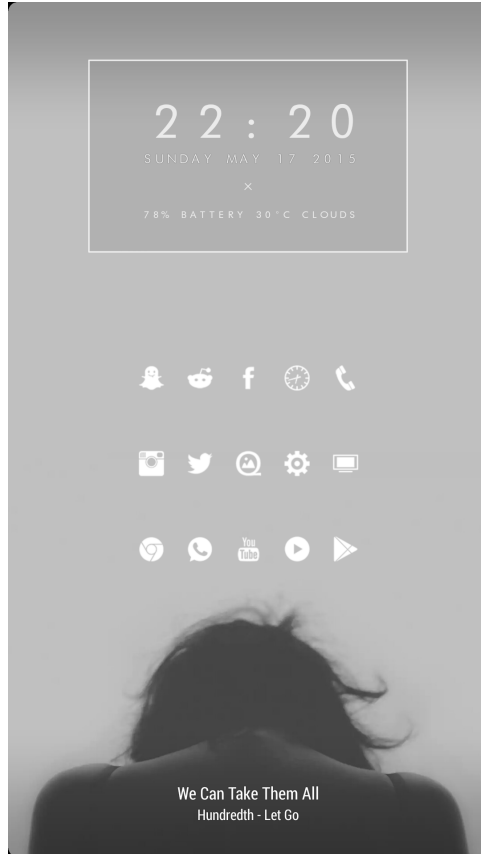 22:20
SUNDAY MAY 17 2015
×
78% BATTERY 30°C CLOUDS
You
Tube
We Can Take Them All
Hundredth - Let Go